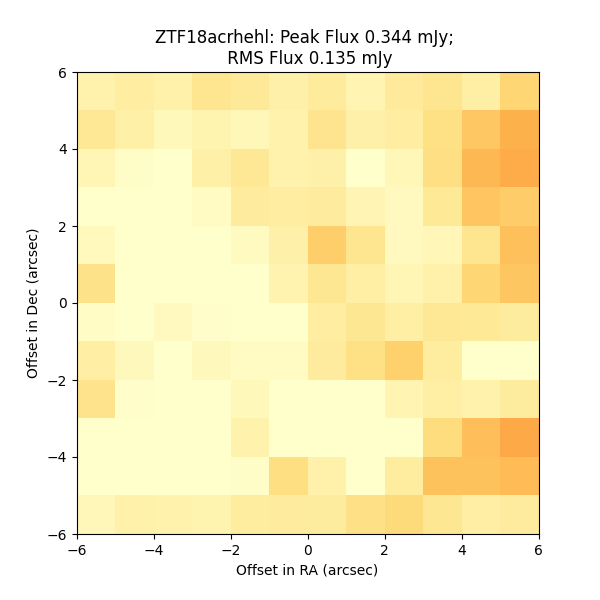 ZTF18acrhehl: Peak Flux 0.344 mJy;
RMS Flux 0.135 mJy
6
4
2
0
−2
−4
−6
Offset in Dec (arcsec)
−6 −4 −2 0 2 4 6
Offset in RA (arcsec)